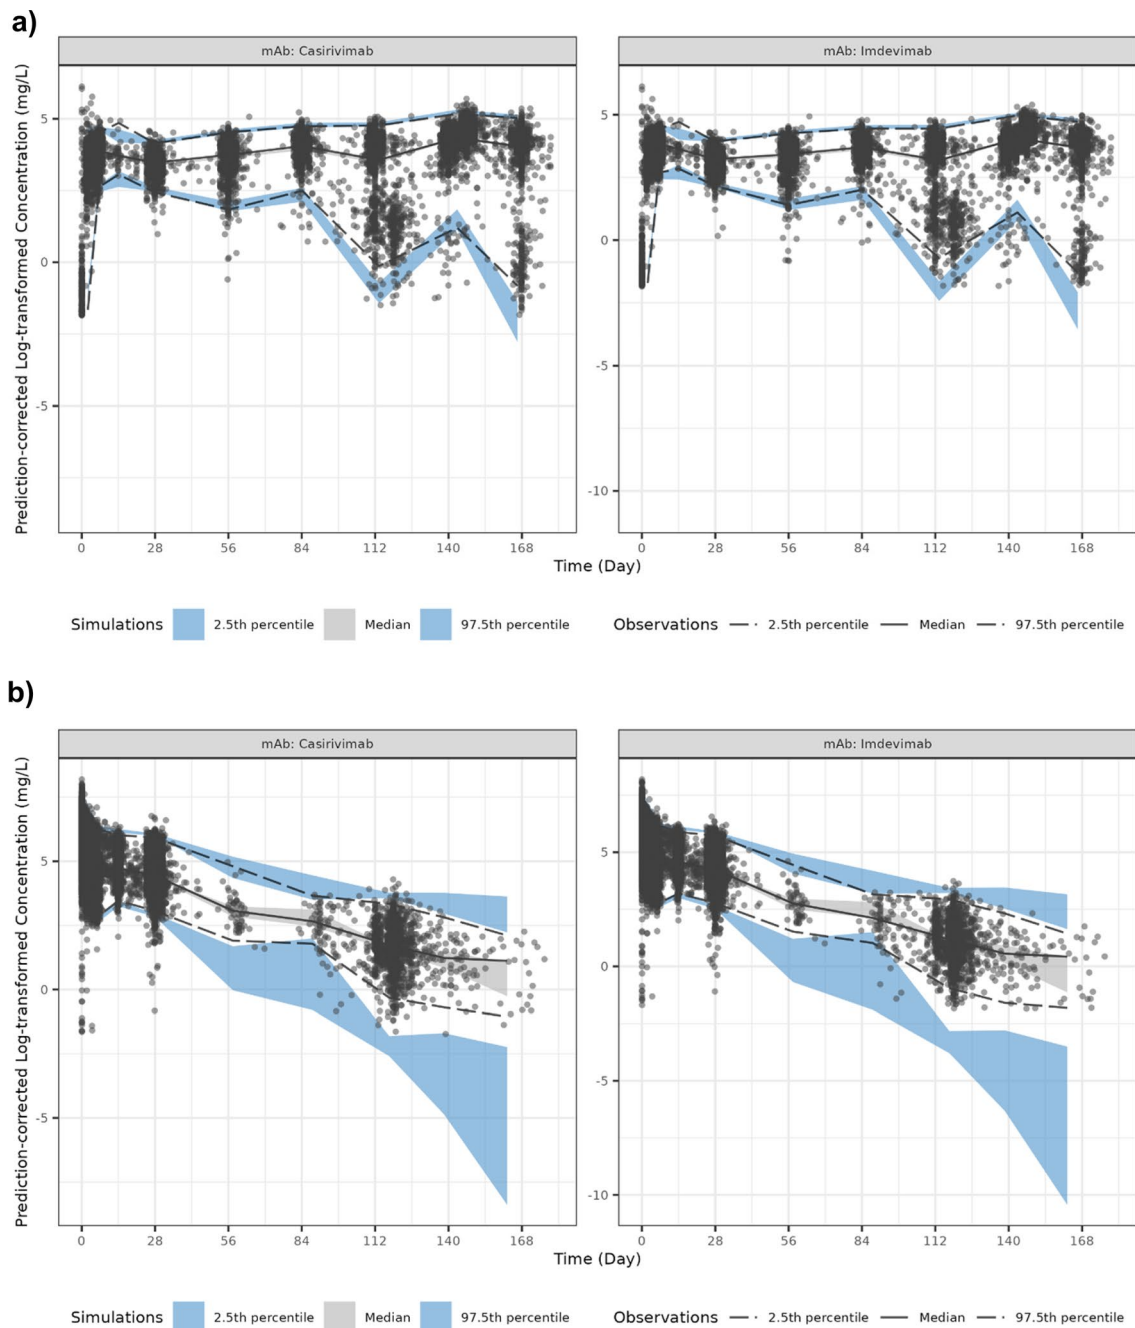 a)
mAb: Casirivimab
mAb: Imdevimab
Prediction-corrected Log-transformed Concentration (mg/L)
5
0
-5
5
0
-5
-10
0 28 56 84 112 140 168
0 28 56 84 112 140 168
Time (Day)
Simulations 2.5th percentile Median 97.5th percentile
Observations 2.5th percentile Median 97.5th percentile
b)
mAb: Casirivimab
mAb: Imdevimab
Prediction-corrected Log-transformed Concentration (mg/L)
5
0
-5
5
0
-5
-10
0 28 56 84 112 140 168
0 28 56 84 112 140 168
Time (Day)
Simulations 2.5th percentile Median 97.5th percentile
Observations 2.5th percentile Median 97.5th percentile